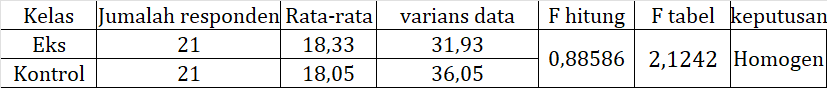 Kelas Jumalah responden Rata-rata varians data F hitung F tabel keputusan
Eks 21 18,33 31,93 0,88586 2,1242 Homogen
Kontrol 21 18,05 36,05